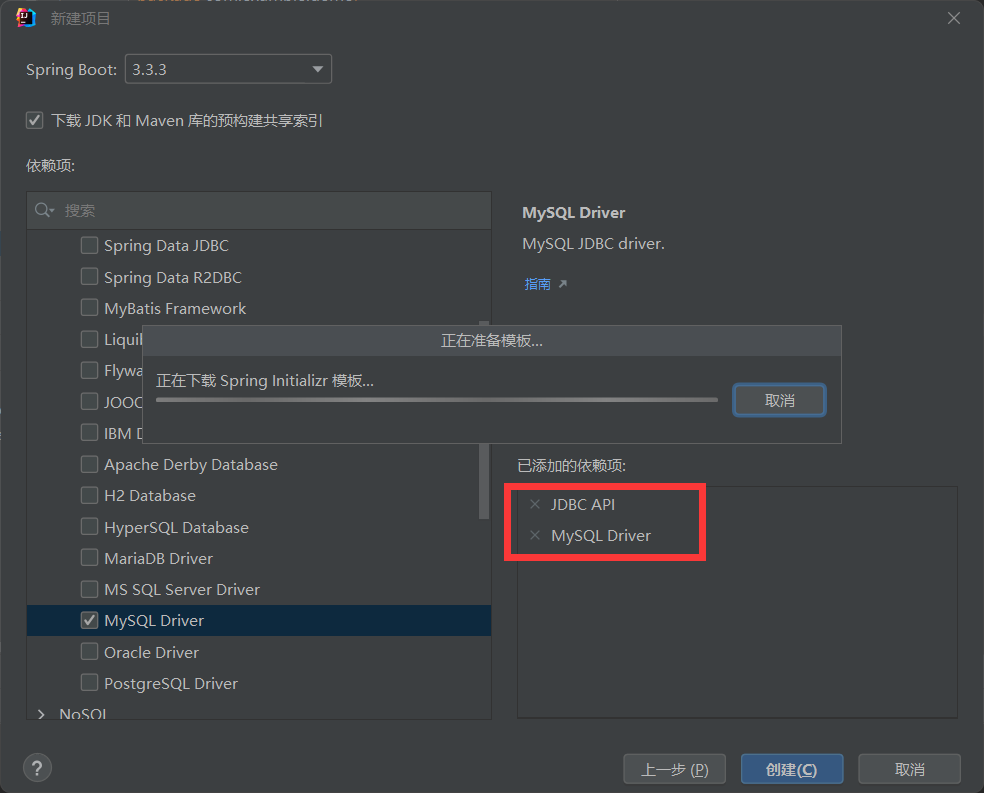 新建项目
Spring Boot: 3.3.3
下载 JDK 和 Maven 库的预构建共享索引
依赖项:
搜索
Spring Data JDBC
Spring Data R2DBC
MyBatis Framework
Liquil
Flywa
JOOC
IBM D
Apache Derby Database
H2 Database
HyperSQL Database
MariaDB Driver
MS SQL Server Driver
MySQL Driver
Oracle Driver
PostgreSQL Driver
NoSQL
MySQL Driver
MySQL JDBC driver.
指南
正在准备模板...
正在下载 Spring Initializr 模板...
取消
已添加的依赖项:
JDBC API
MySQL Driver
?
上一步 (P)
创建(C)
取消